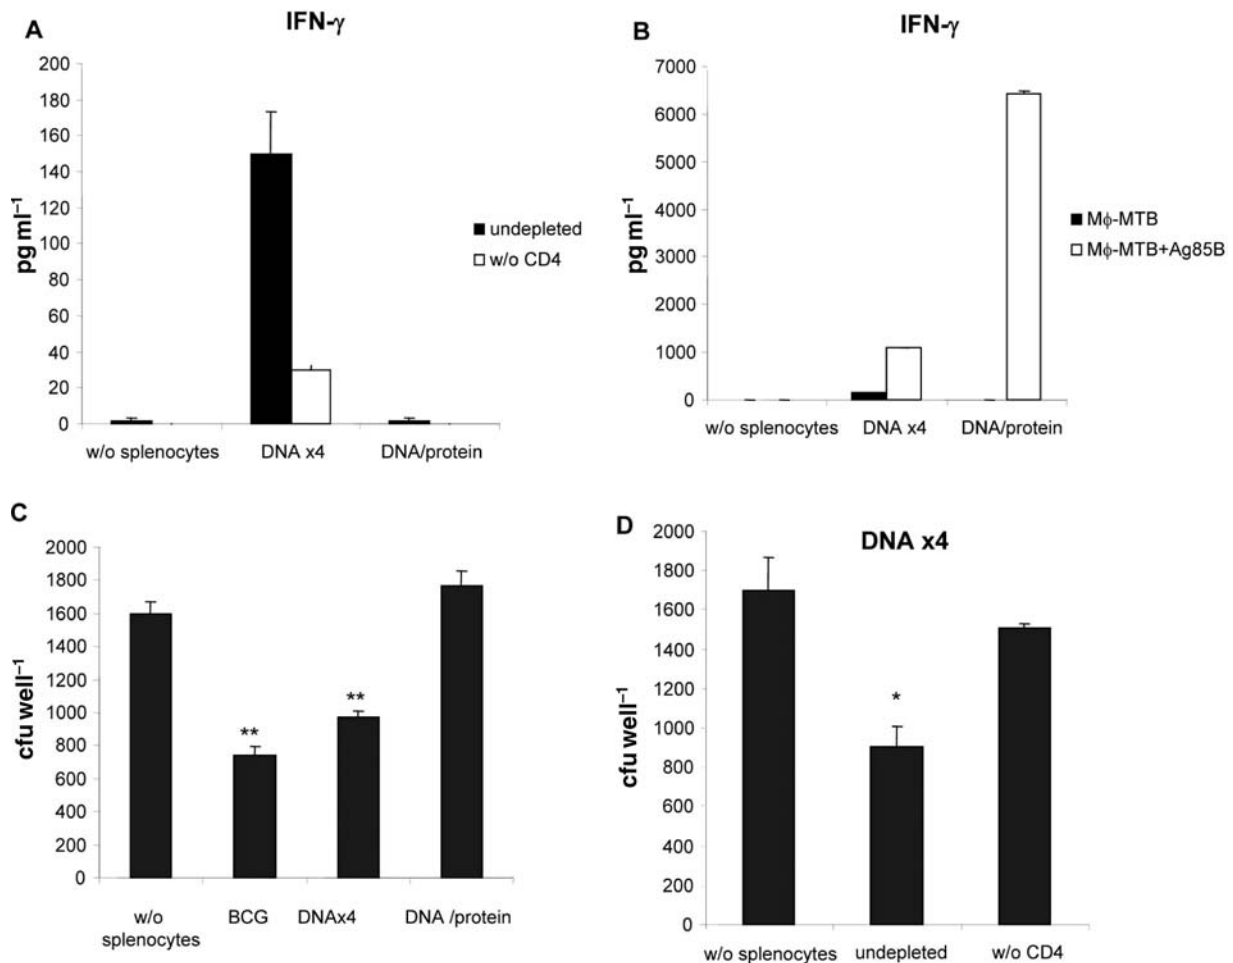 A
IFN-γ
200
180
160
140
120
100
80
60
40
20
0
pg ml⁻¹
undepleted
w/o CD4
w/o splenocytes DNA x4 DNA/protein
B
IFN-γ
7000
6000
5000
4000
3000
2000
1000
0
pg ml⁻¹
Mϕ-MTB
Mϕ-MTB+Ag85B
w/o splenocytes DNA x4 DNA/protein
C
2000
1800
1600
1400
1200
1000
800
600
400
200
0
cfu well⁻¹
**
**
w/o BCG DNAx4 DNA /protein
splenocytes
D
DNA x4
2000
1800
1600
1400
1200
1000
800
600
400
200
0
cfu well⁻¹
*
w/o splenocytes undepleted w/o CD4